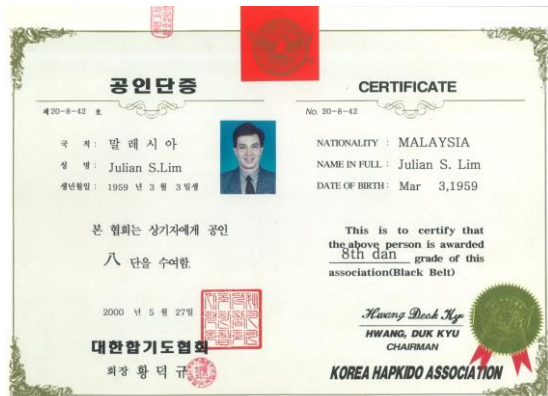 공인단증
제 20-8-42 호
국 적 : 말레시아
성 명 : Julian S.Lim
생년월일 : 1959 년 3 월 3 일생
본 협회는 상기자에게 공인
八 단을 수여함.
2000 년 5 월 27일
대한합기도협회
회장 황덕규
CERTIFICATE
No. 20-8-42
NATIONALITY : MALAYSIA
NAME IN FULL : Julian S. Lim
DATE OF BIRTH : Mar 3,1959
This is to certify that
the above person is awarded
8th dan grade of this
association(Black Belt)
Hwang Deok Kyu
HWANG, DUK KYU
CHAIRMAN
KOREA HAPKIDO ASSOCIATION